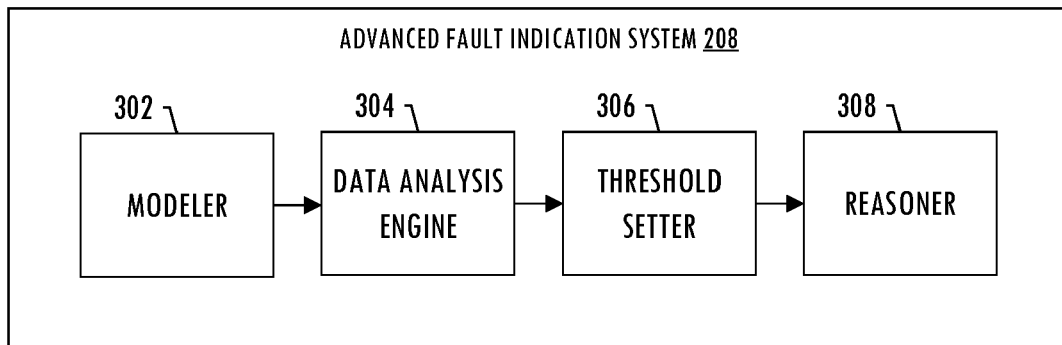 ADVANCED FAULT INDICATION SYSTEM 208
302
304
306
308
MODELER
DATA ANALYSIS
ENGINE
THRESHOLD
SETTER
REASONER